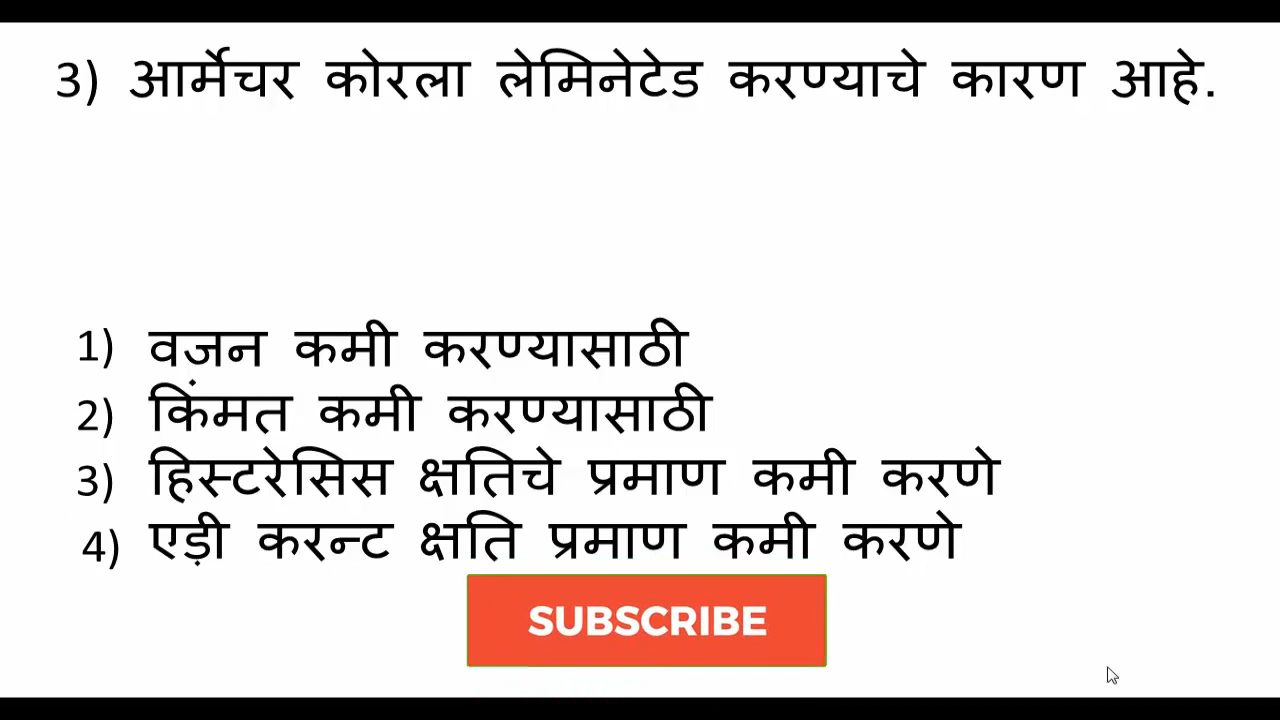 3) आर्मेचर कोरला लेमिनेटेड करण्याचे कारण आहे.
1) वज़न कमी करण्यासाठी
2) किंमत कमी करण्यासाठी
3) हिस्टरेसिस क्षतिचे प्रमाण कमी करणे
4) एड़ी करन्ट क्षति प्रमाण कमी करणे
SUBSCRIBE